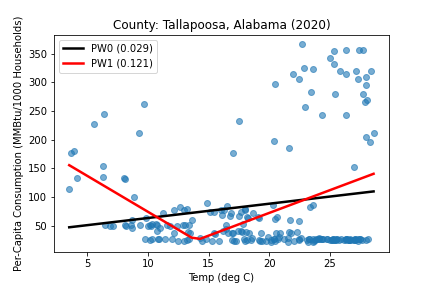 County: Tallapoosa, Alabama (2020)
Per-Capita Consumption (MMBtu/1000 Households)
350
300
250
200
150
100
50
PW0 (0.029)
PW1 (0.121)
5
10
15
20
25
Temp (deg C)